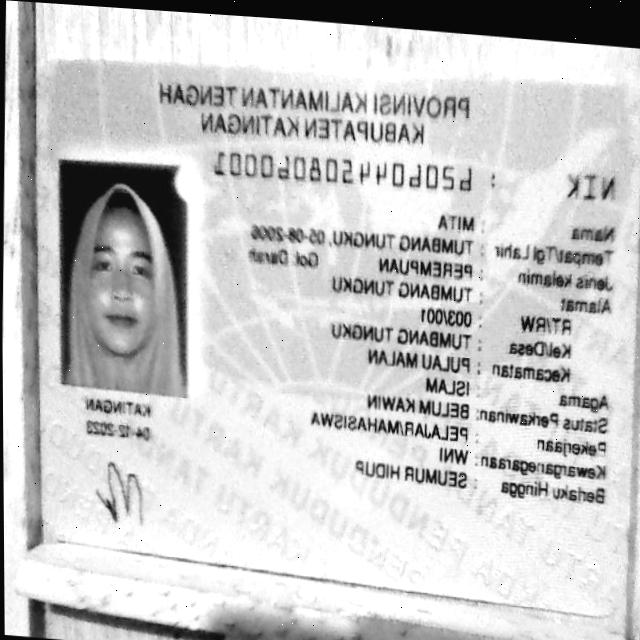 PROVINSI KALIMANTAN TENGAH
KABUPATEN KATINGAN
NIK : 6206044508060001
Nama : MITA
Tempat/Tgl Lahir : TUMBANG TUNGKU, 05-08-2006
Jenis kelamin : PEREMPUAN Gol. Darah
Alamat : TUMBANG TUNGKU
RT/RW : 003/001
Kel/Desa : TUMBANG TUNGKU
Kecamatan : PULAU MALAN
Agama : ISLAM
Status Perkawinan: BELUM KAWIN
Pekerjaan : PELAJAR/MAHASISWA
Kewarganegaraan: WNI
Berlaku Hingga : SEUMUR HIDUP
KATINGAN
04-12-2023